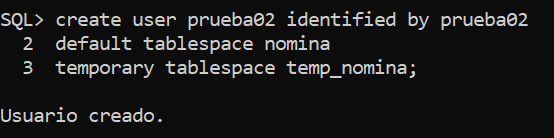 SQL> create user prueba02 identified by prueba02
  2  default tablespace nomina
  3  temporary tablespace temp_nomina;
Usuario creado.